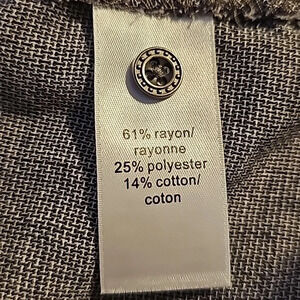 61% rayon/
rayonne
25% polyester
14% cotton/
coton